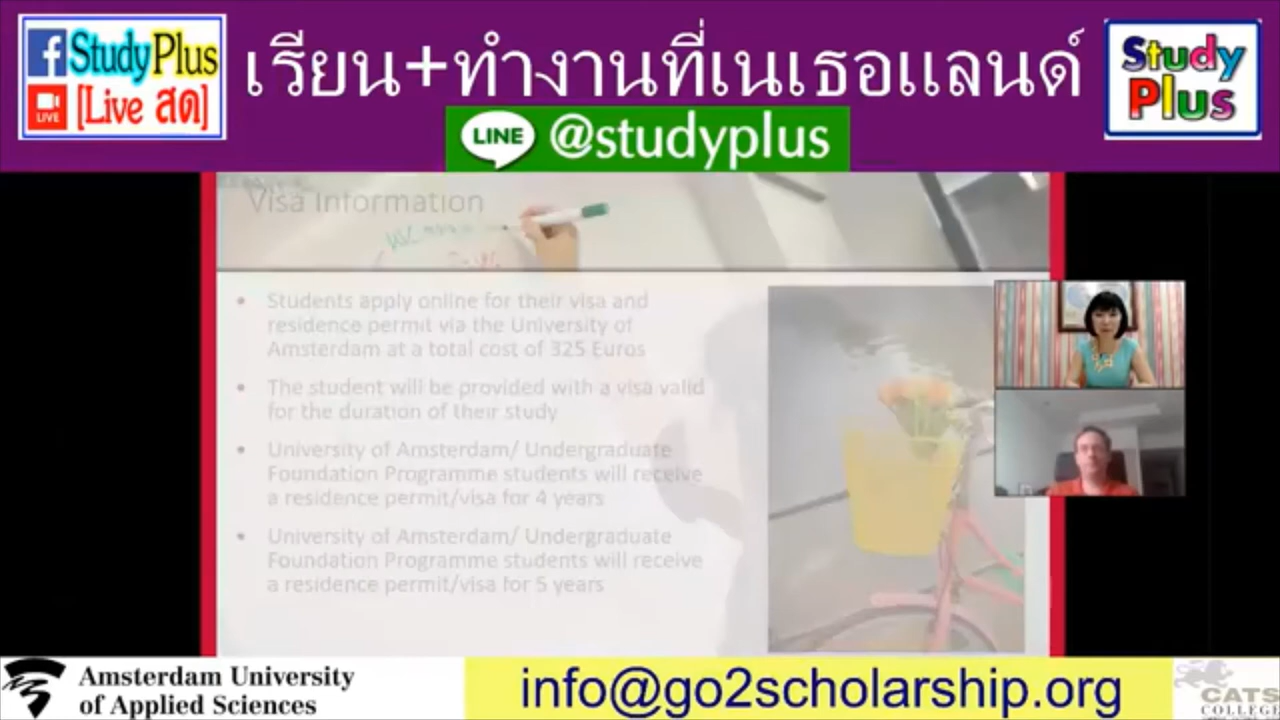 StudyPlus
LIVE
[Live สด]
เรียน+ทำงานที่เนเธอแลนด์
LINE @studyplus
Study
Plus
Visa Information
• Students apply online for their visa and
residence permit via the University of
Amsterdam at a total cost of 325 Euros
• The student will be provided with a visa valid
for the duration of their study
• University of Amsterdam/ Undergraduate
Foundation Programme students will receive
a residence permit/visa for 4 years
• University of Amsterdam/ Undergraduate
Foundation Programme students will receive
a residence permit/visa for 5 years
Amsterdam University
of Applied Sciences
info@go2scholarship.org
CATS
COLLEGE